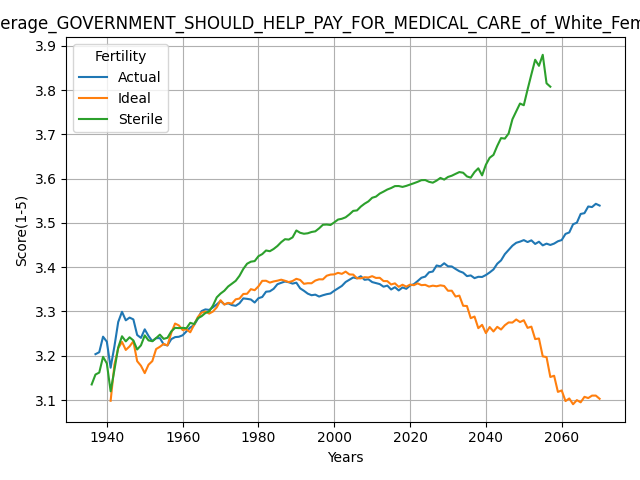 erage_GOVERNMENT_SHOULD_HELP_PAY_FOR_MEDICAL_CARE_of_White_Fem
Fertility
Actual
Ideal
Sterile
Score(1-5)
3.9
3.8
3.7
3.6
3.5
3.4
3.3
3.2
3.1
1940 1960 1980 2000 2020 2040 2060
Years